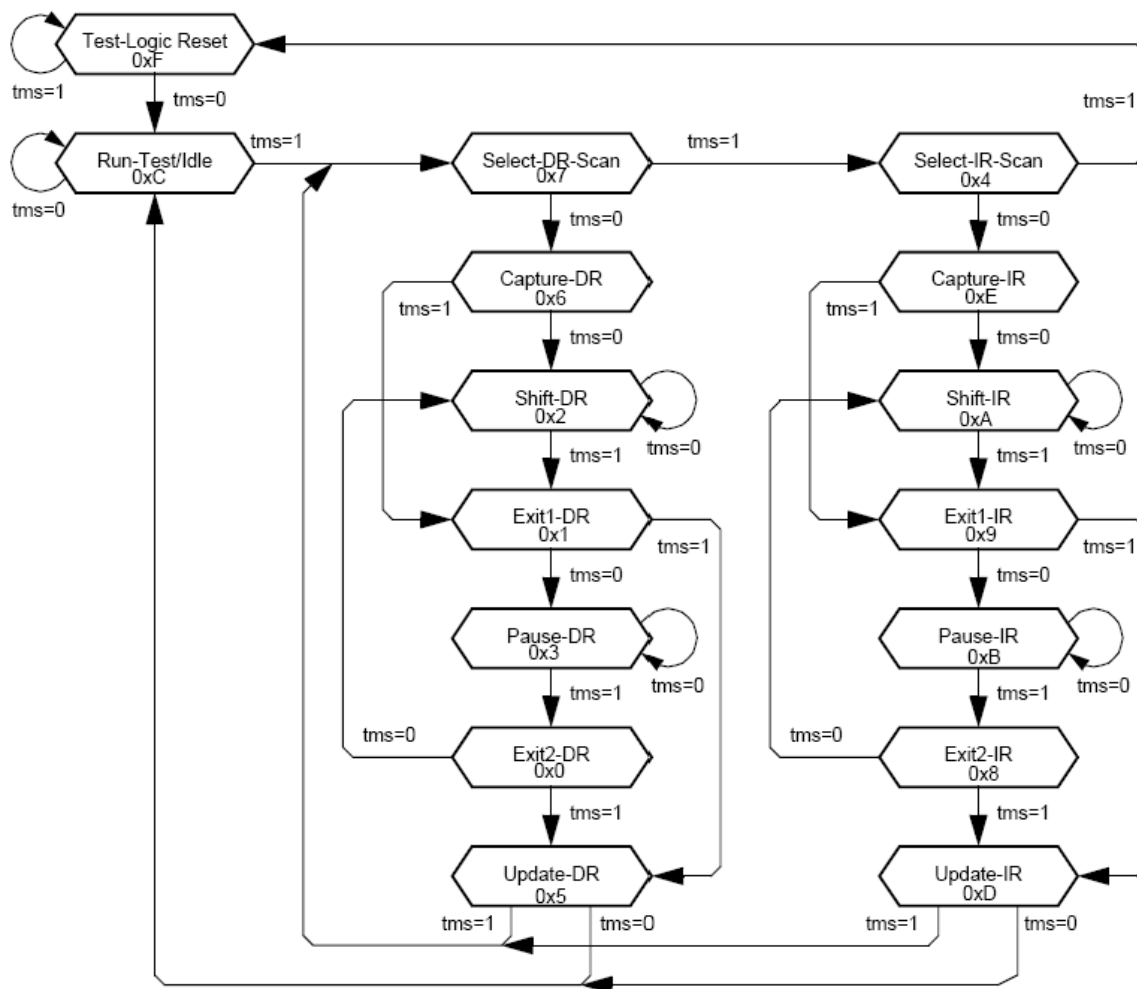 Test-Logic Reset
0xF
tms=1
tms=0
tms=1
Run-Test/Idle
0xC
tms=1
tms=0
Select-DR-Scan
0x7
tms=1
Select-IR-Scan
0x4
tms=0
tms=0
Capture-DR
0x6
Capture-IR
0xE
tms=1
tms=0
tms=1
tms=0
Shift-DR
0x2
Shift-IR
0xA
tms=1
tms=0
tms=1
tms=0
Exit1-DR
0x1
Exit1-IR
0x9
tms=1
tms=0
tms=1
tms=0
Pause-DR
0x3
Pause-IR
0xB
tms=1
tms=0
tms=1
tms=0
tms=0
Exit2-DR
0x0
tms=0
Exit2-IR
0x8
tms=1
tms=1
Update-DR
0x5
Update-IR
0xD
tms=1
tms=0
tms=1
tms=0